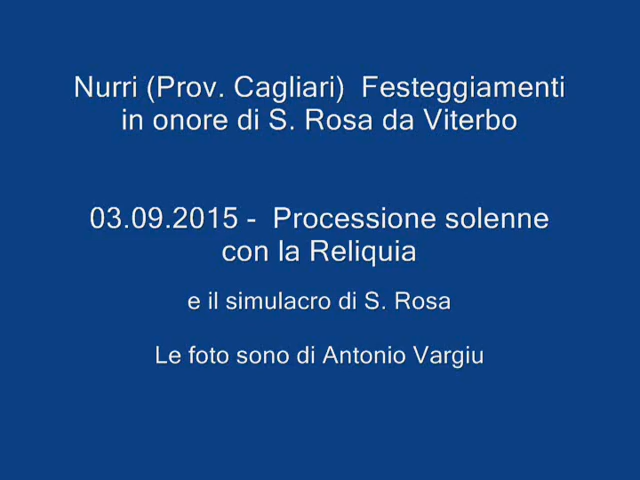 Nurri (Prov. Cagliari)  Festeggiamenti
in onore di S. Rosa da Viterbo
03.09.2015 -  Processione solenne
con la Reliquia
e il simulacro di S. Rosa
Le foto sono di Antonio Vargiu